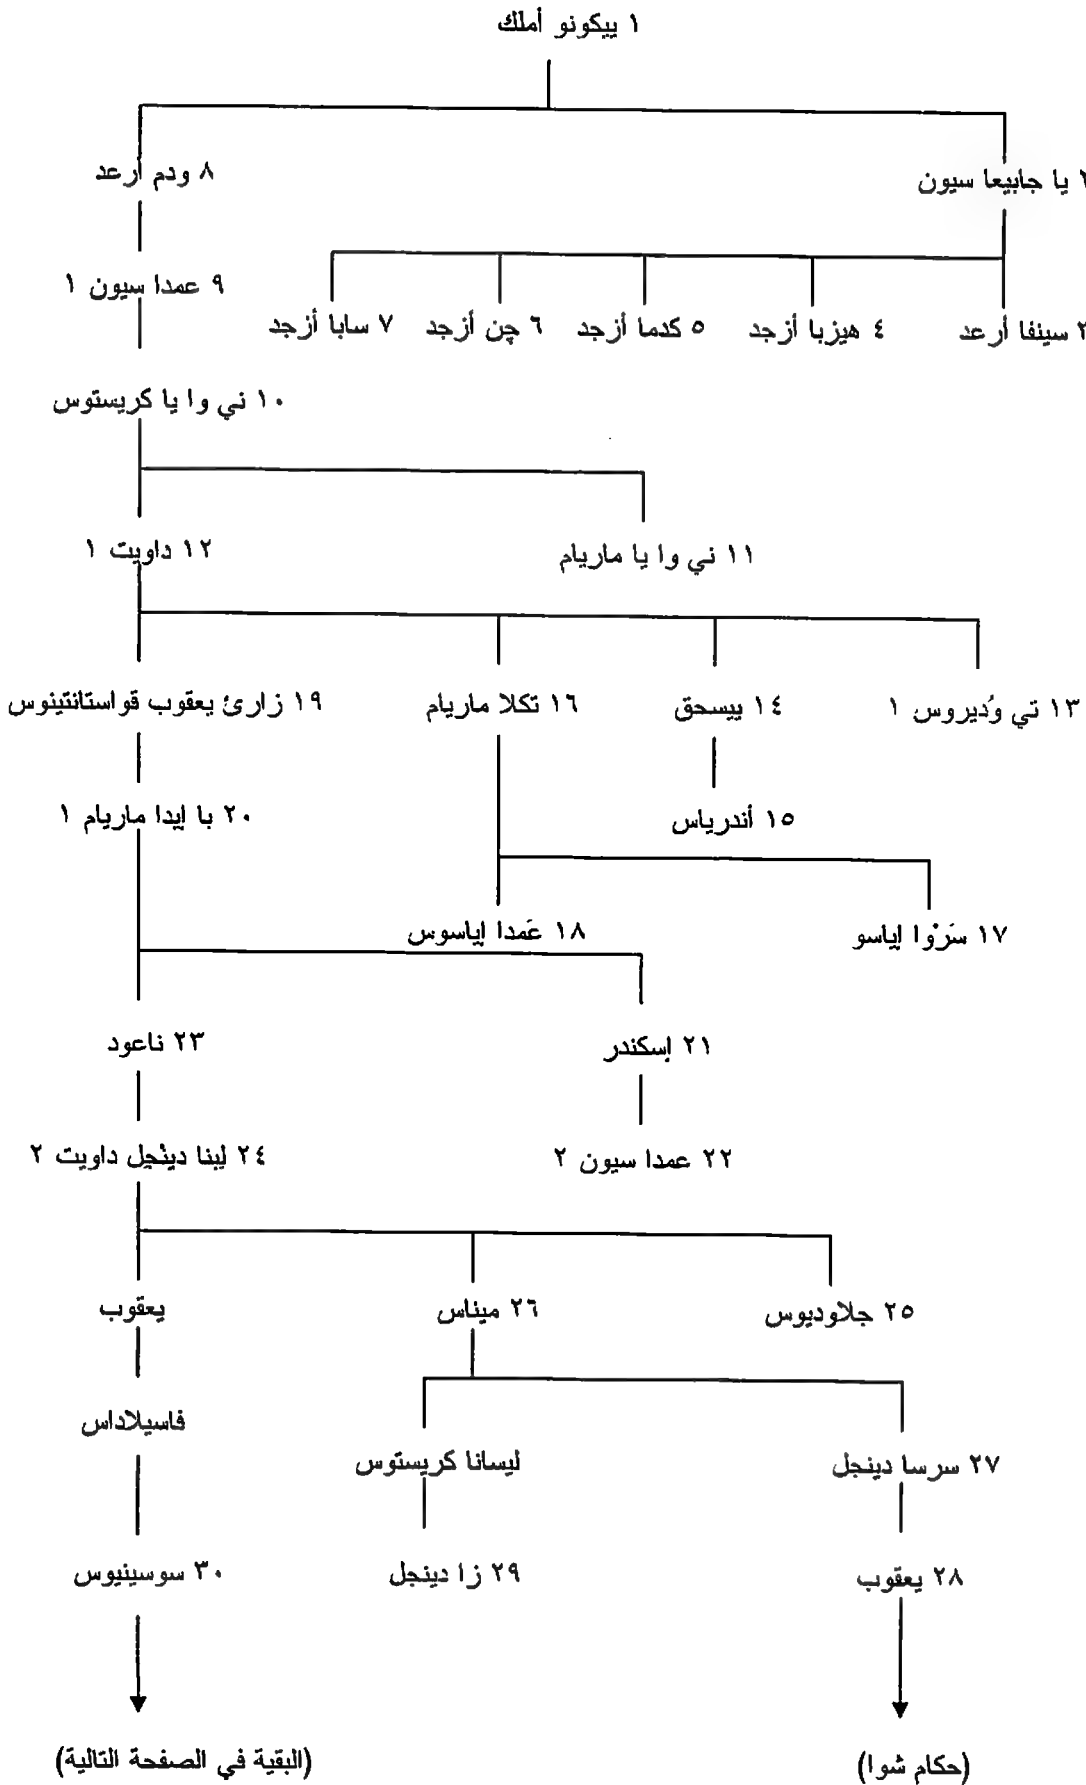 ١ ييكونو أملك
٢ يا جابيعا سيون
٨ ودم أرعد
٩ عمدا سيون ١
سينفا أرعد
٤ هيزبا أزجد
٥ كدما أزجد
٦ چن أزجد
٧ سابا أزجد
١٠ ني وا يا كريستوس
١١ ني وا يا ماريام
١٢ داويت ١
١٣ تي وُديروس ١
١٤ ييسحق
١٦ تكلا ماريام
١٩ زارئ يعقوب قواستانتينوس
١٥ أندرياس
٢٠ با إيدا ماريام ١
١٧ سَرْوا إياسو
١٨ عَمدا إياسوس
٢١ إسكندر
٢٣ ناعود
٢٢ عمدا سيون ٢
٢٤ لِبنا ديْنجِل داويت ٢
٢٥ جلاوديوس
٢٦ ميناس
يعقوب
فاسيلاداس
٢٧ سرسا دينجل
ليسانا كريستوس
٢٨ يعقوب
٢٩ زا دينجل
٣٠ سوسينيوس
(حكام شوا)
(البقية في الصفحة التالية)